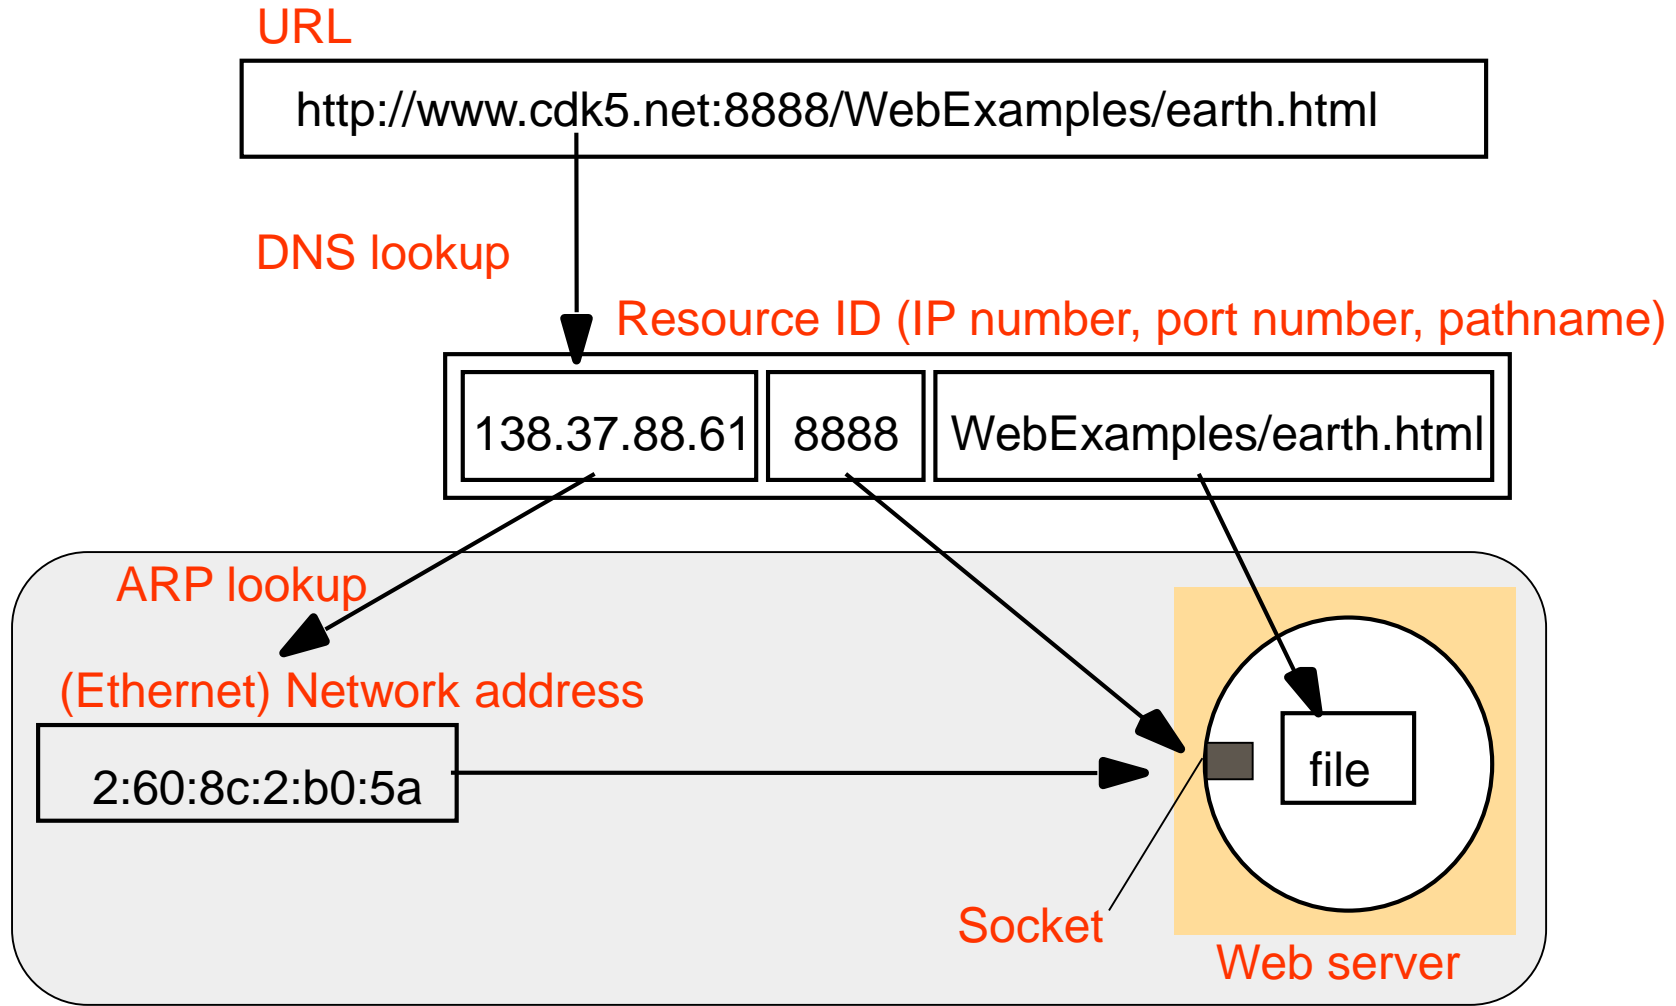 URL
http://www.cdk5.net:8888/WebExamples/earth.html
DNS lookup
Resource ID (IP number, port number, pathname)
138.37.88.61
8888
WebExamples/earth.html
ARP lookup
(Ethernet) Network address
2:60:8c:2:b0:5a
file
Socket
Web server